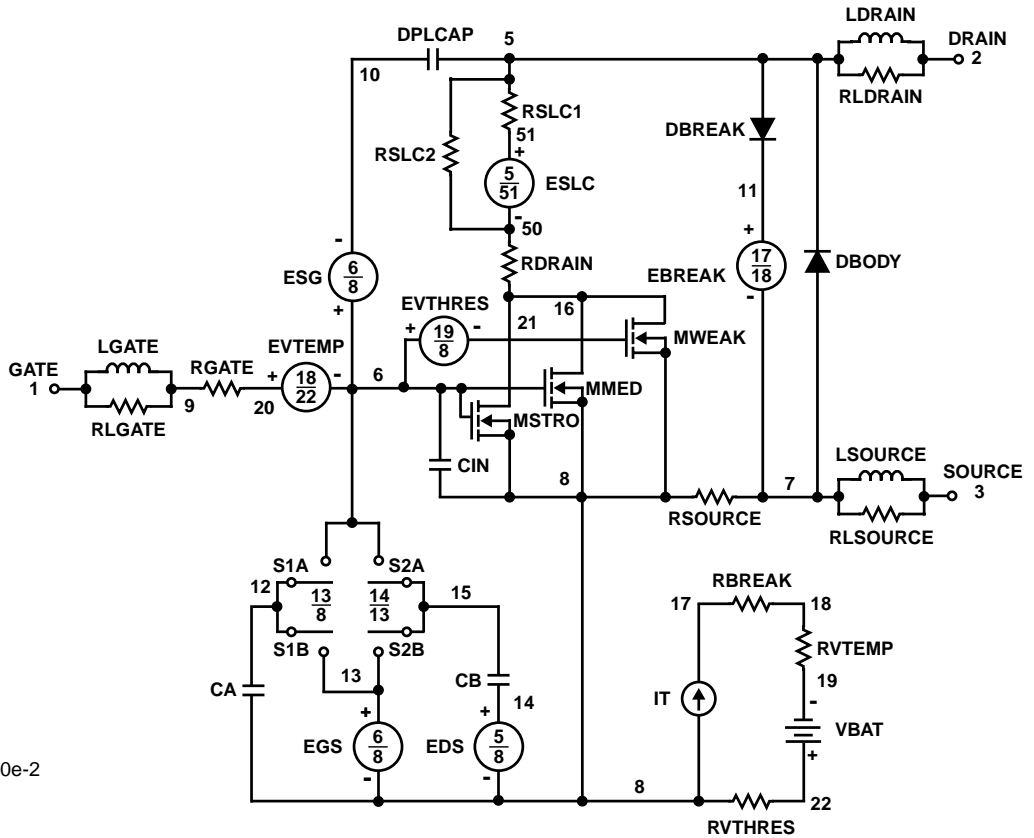 LDRAIN
DPLCAP 5 DRAIN
10 2
RLDRAIN
RSLC1
DBREAK
51
+
RSLC2
5
51
ESLC
11
-
50
- +
RDRAIN
6
8
17
18
ESG EBREAK DBODY
EVTHRES 16
-
+
+ 19
8
- 21
MWEAK
LGATE EVTEMP
GATE RGATE
1
+ 18
22
- 6
MMED
9 20
MSTRO
RLGATE
LSOURCE
CIN 8 7 SOURCE
3
RSOURCE
RLSOURCE
S1A S2A
12 13
8
14
13
15 RBREAK
17 18
S1B S2B
RVTEMP
13 CB
CA 14 IT 19
-
+ +
EGS 6
8
EDS 5
8
VBAT
+
- -
0e-2
8 22
RVTHRES